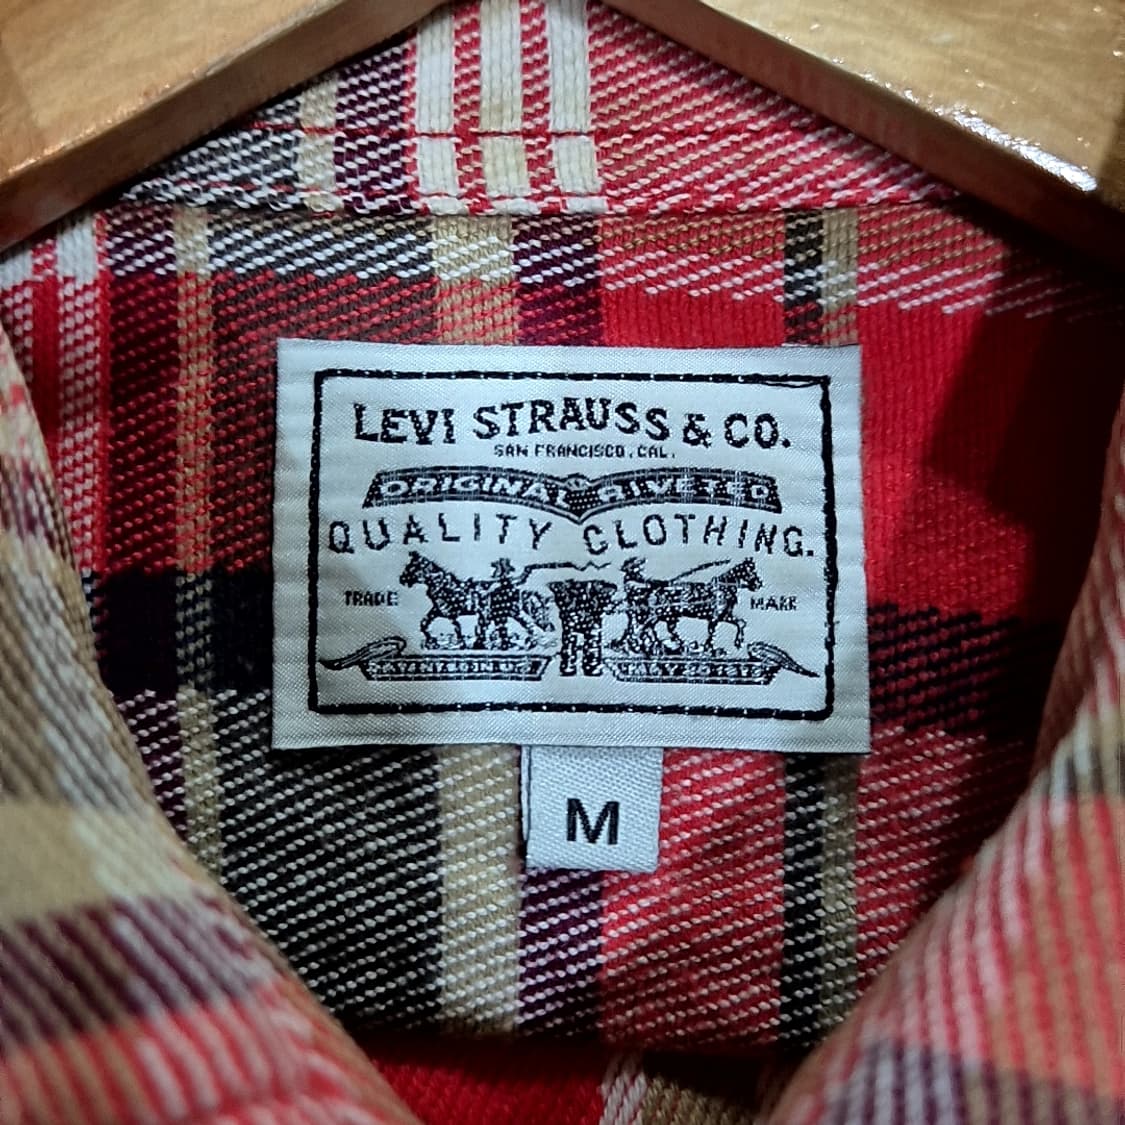 LEVI STRAUSS & CO.
SAN FRANCISCO, CAL.
ORIGINAL RIVETED
QUALITY CLOTHING.
TRADE MARK
M